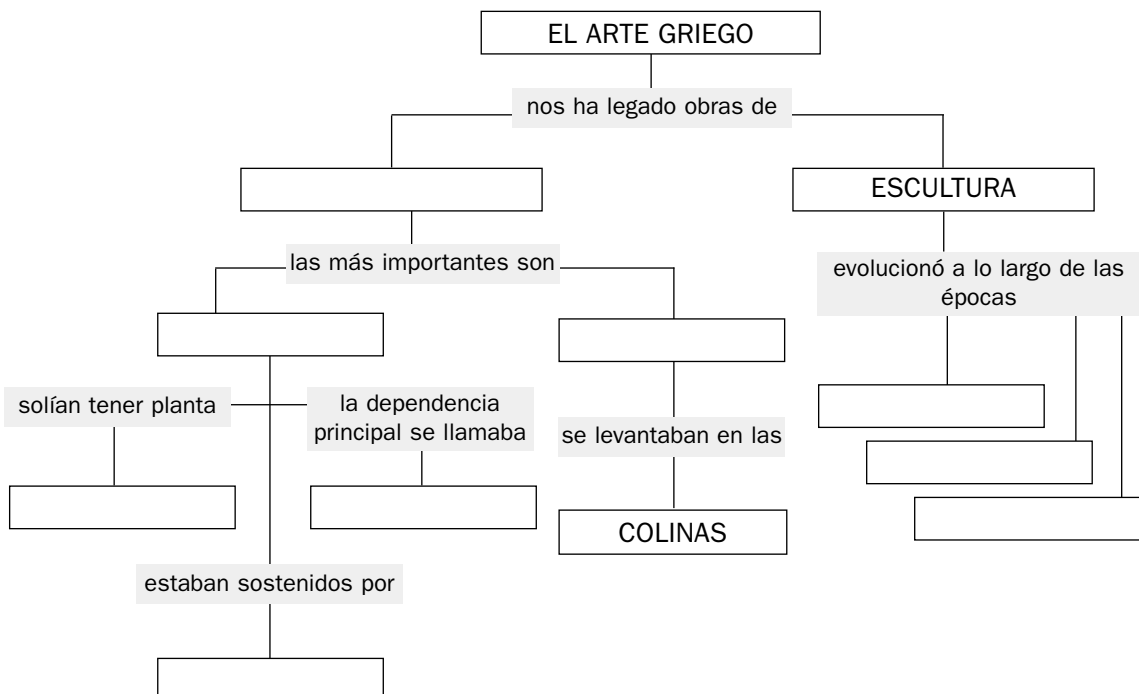 EL ARTE GRIEGO
nos ha legado obras de
ESCULTURA
las más importantes son
evolucionó a lo largo de las
épocas
solían tener planta
la dependencia
principal se llamaba
se levantaban en las
COLINAS
estaban sostenidos por